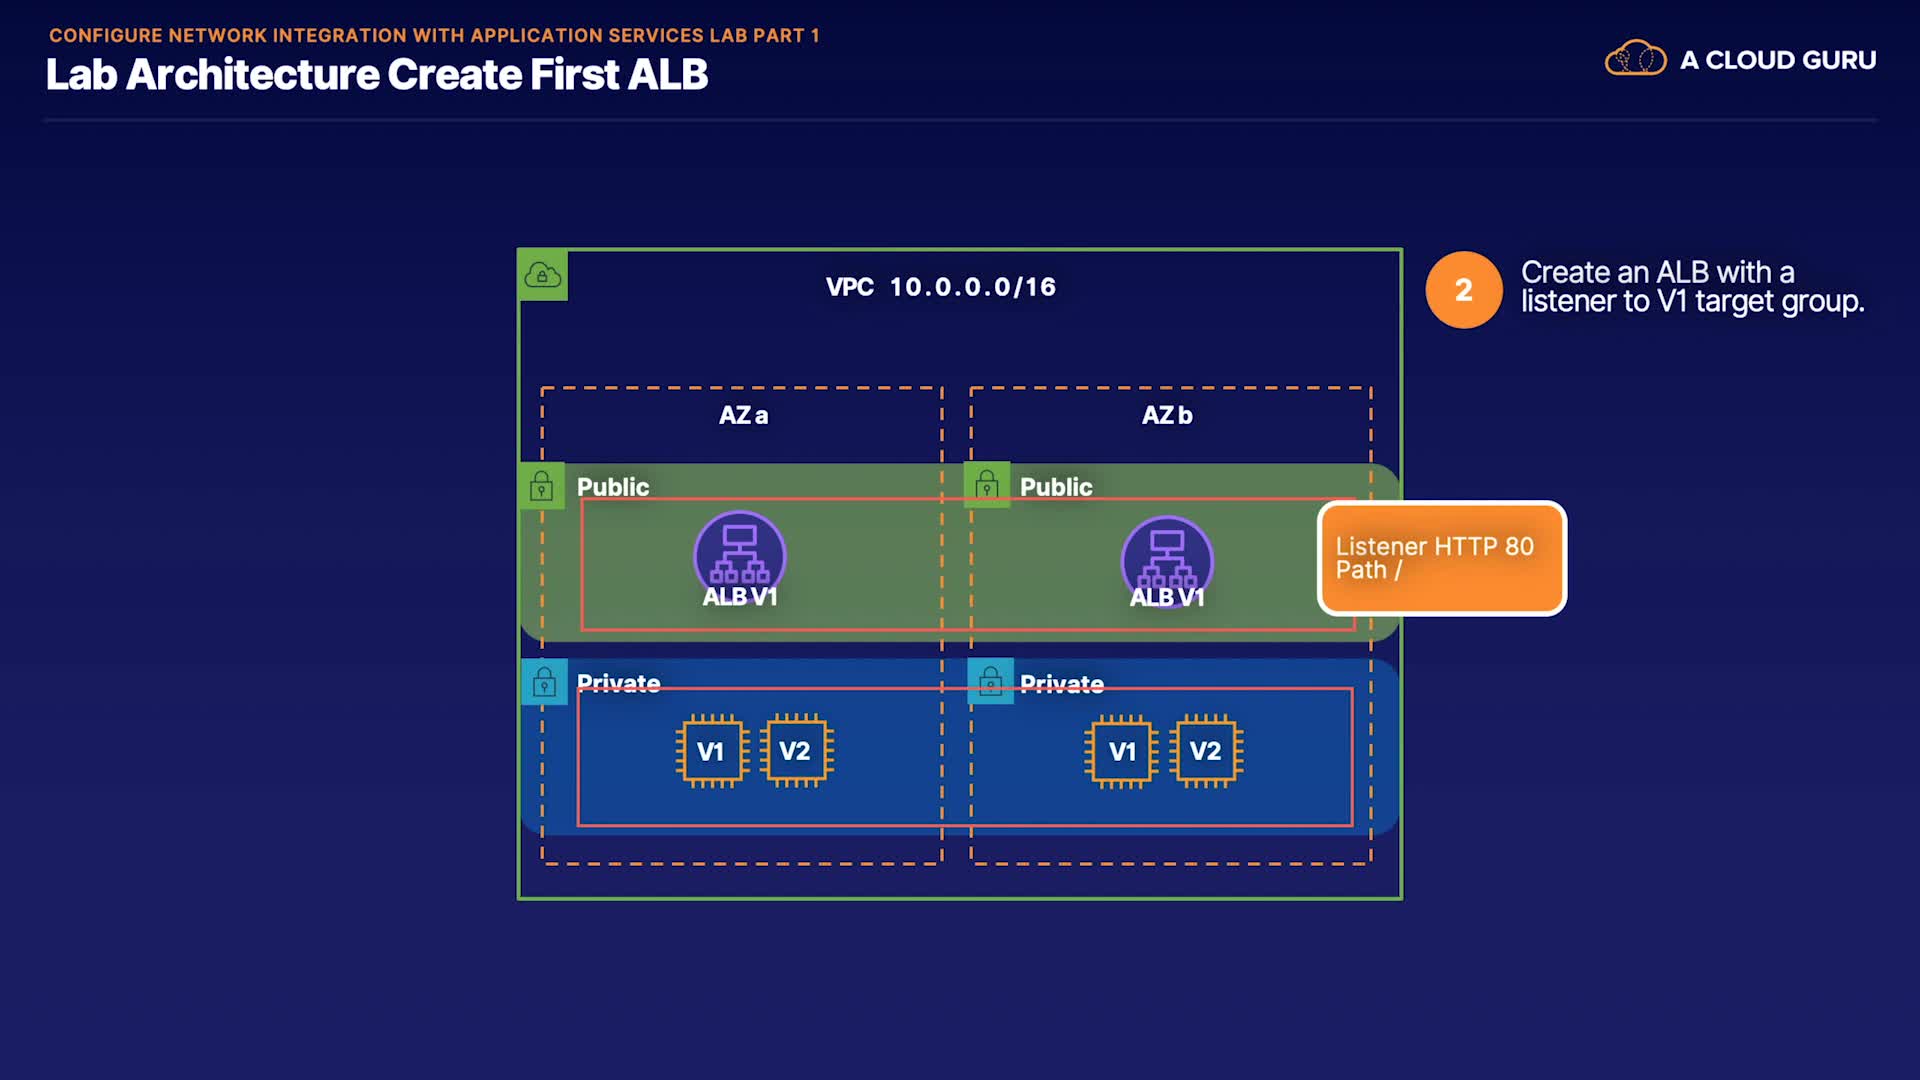 CONFIGURE NETWORK INTEGRATION WITH APPLICATION SERVICES LAB PART 1
Lab Architecture Create First ALB
A CLOUD GURU
VPC 10.0.0.0/16
2
Create an ALB with a
listener to V1 target group.
AZ a
AZ b
Public
Public
ALB V1
ALB V1
Listener HTTP 80
Path /
Private
Private
V1
V2
V1
V2